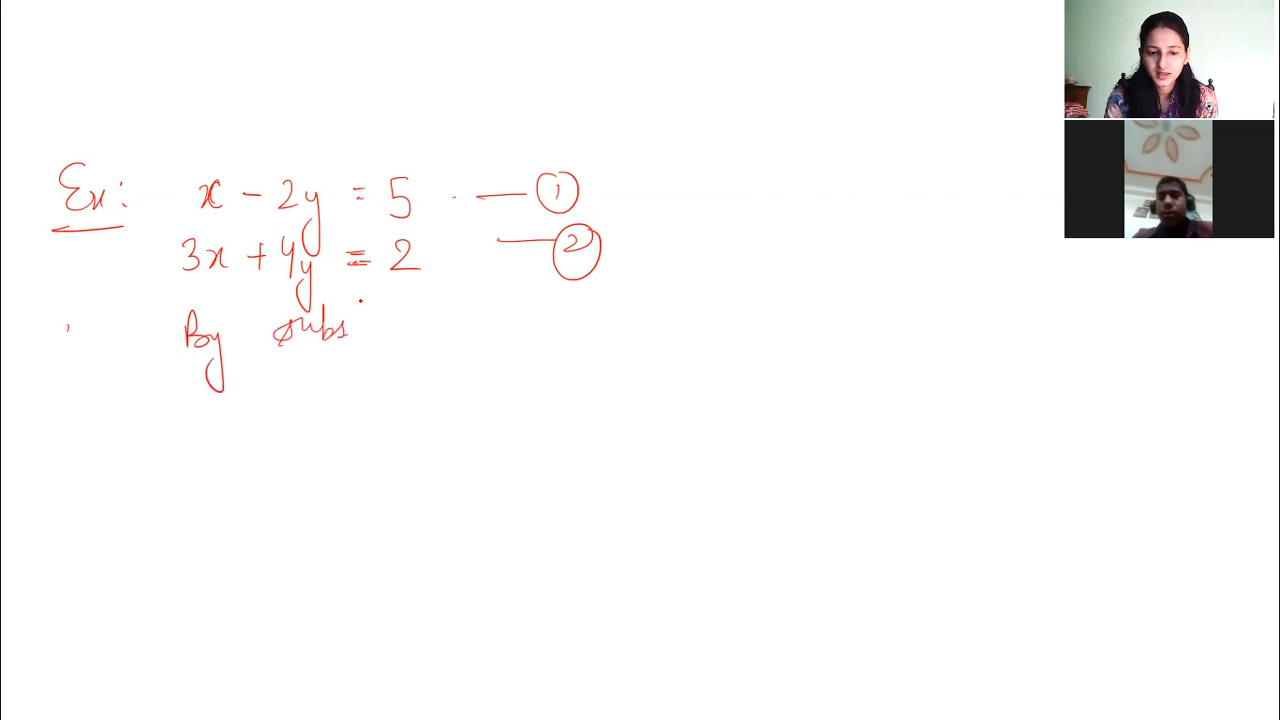 Ex: x - 2y = 5 — ①
3x + 4y = 2 — ②
By subs